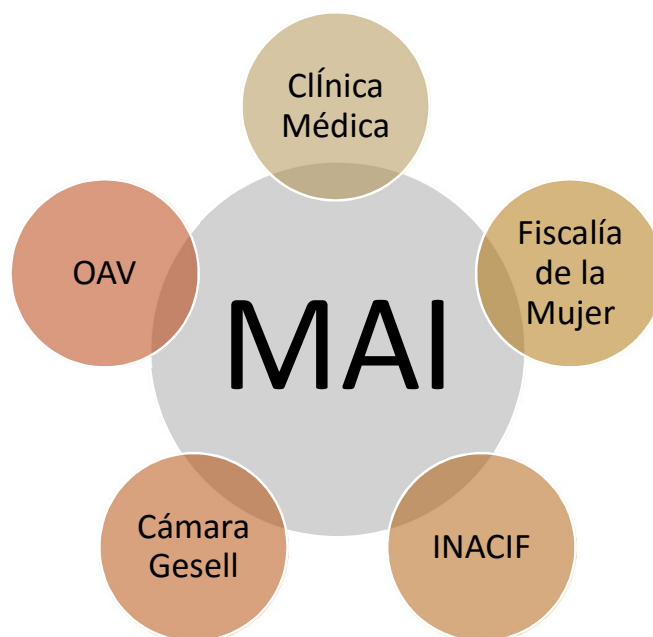 ClÍnica
Médica
Fiscalía
de la
Mujer
OAV
MAI
Cámara
Gesell
INACIF